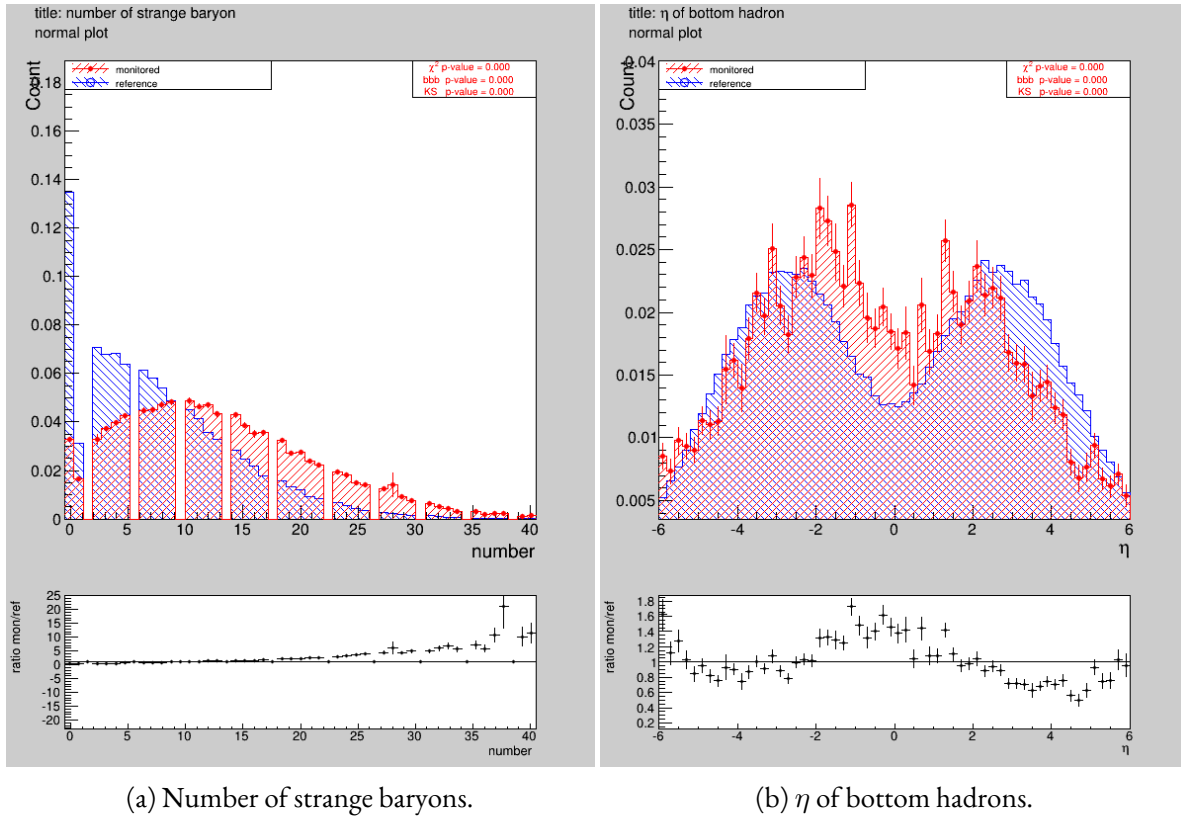 title: number of strange baryon
normal plot
Count
monitored
reference
χ² p-value = 0.000
bbb p-value = 0.000
KS p-value = 0.000
0.18
0.16
0.14
0.12
0.1
0.08
0.06
0.04
0.02
0
0 5 10 15 20 25 30 35 40
number
ratio mon/ref
25
20
15
10
5
0
-5
-10
-15
-20
0 5 10 15 20 25 30 35 40
number
(a) Number of strange baryons.
title: η of bottom hadron
normal plot
Count
monitored
reference
χ² p-value = 0.000
bbb p-value = 0.000
KS p-value = 0.000
0.04
0.035
0.03
0.025
0.02
0.015
0.01
0.005
-6 -4 -2 0 2 4 6
η
ratio mon/ref
1.8
1.6
1.4
1.2
1
0.8
0.6
0.4
0.2
-6 -4 -2 0 2 4 6
η
(b) η of bottom hadrons.